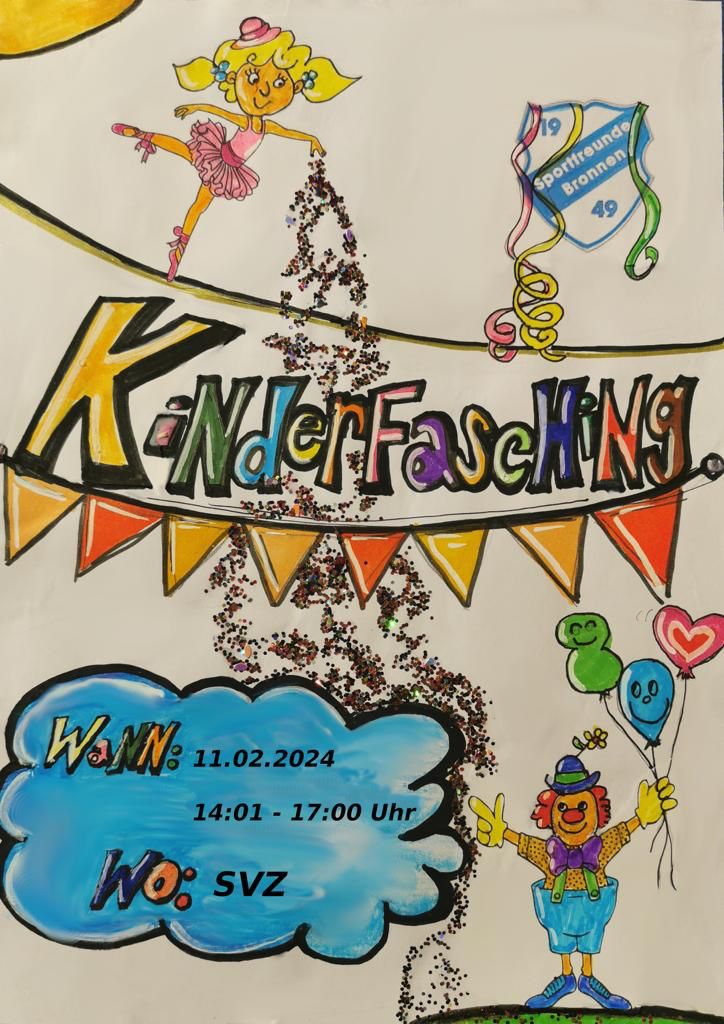 19
Sportfreunde
Bronnen
49
KinderFascHiNg
WaNN: 11.02.2024
14:01 - 17:00 Uhr
Wo: SVZ